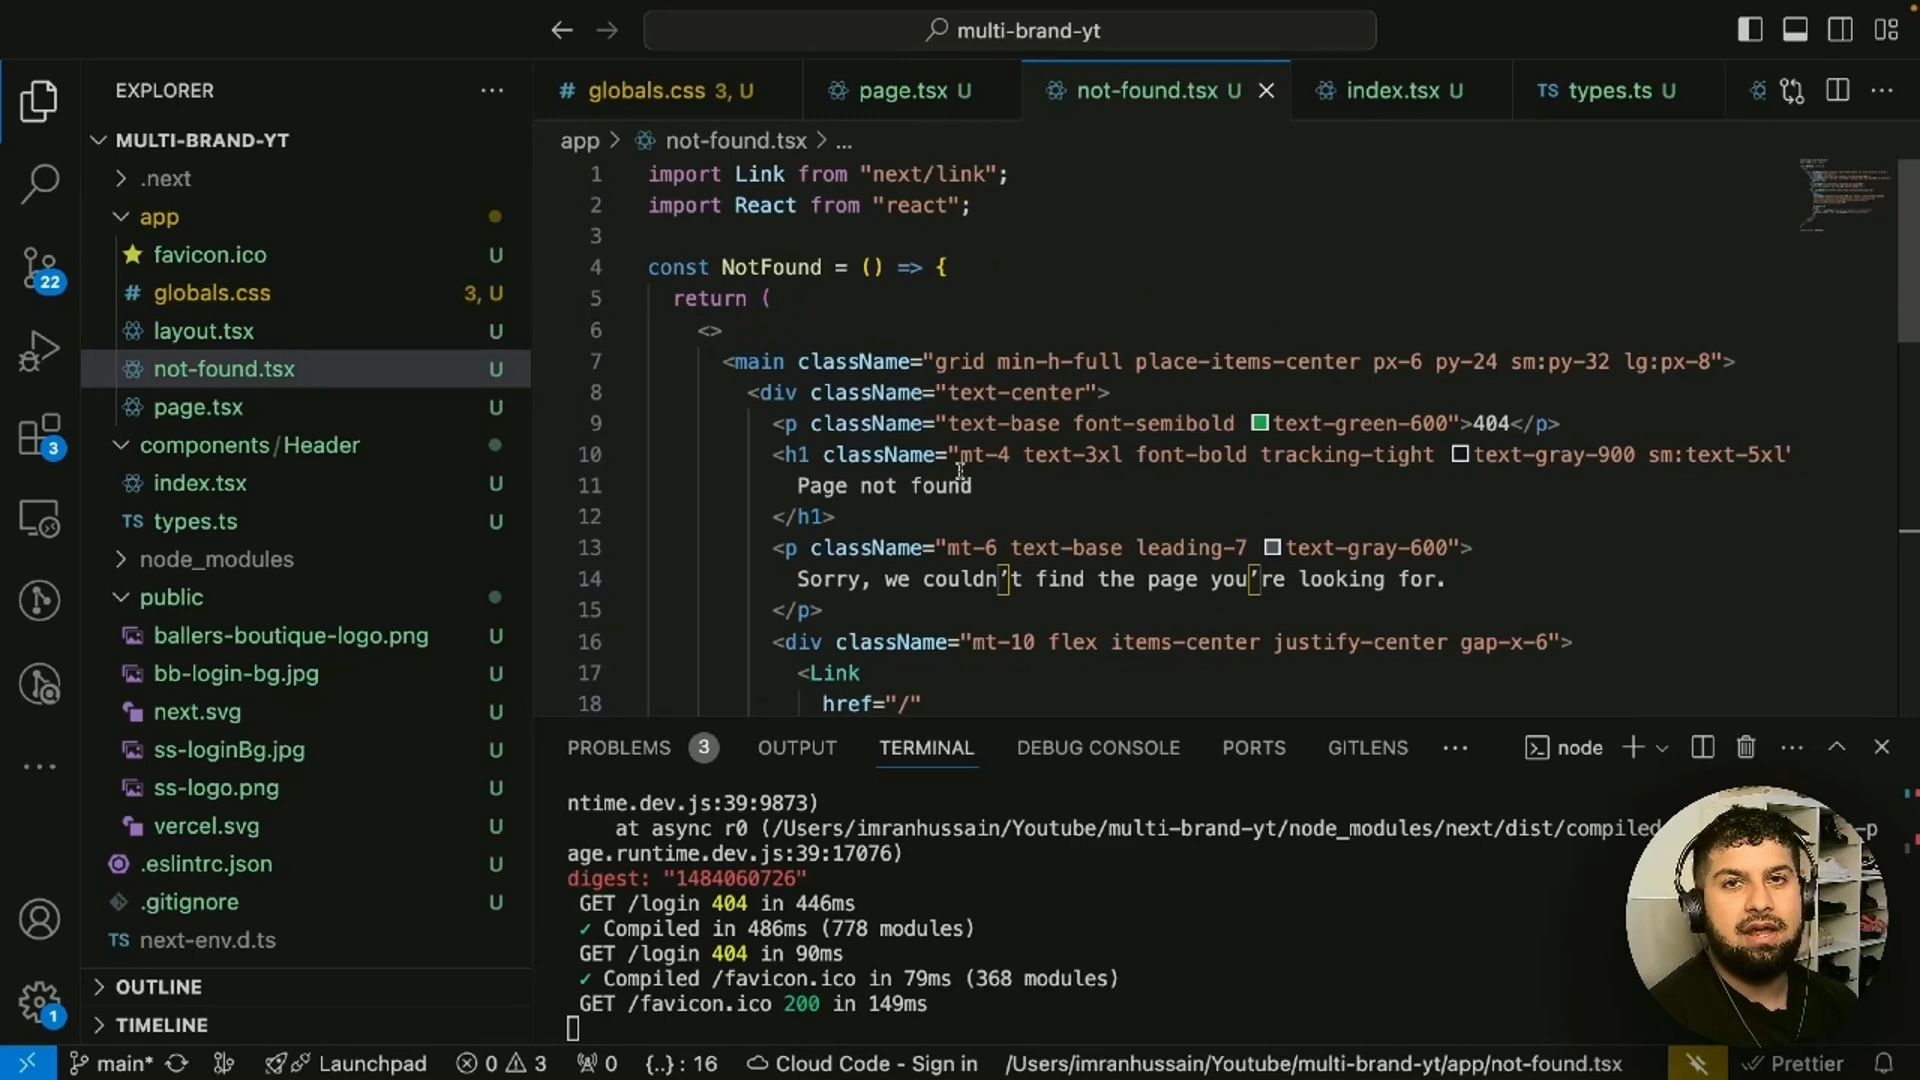 multi-brand-yt
EXPLORER
globals.css 3, U
page.tsx U
not-found.tsx U
index.tsx U
TS types.ts U
MULTI-BRAND-YT
.next
app
favicon.ico U
globals.css 3, U
layout.tsx U
not-found.tsx U
page.tsx U
components/Header
index.tsx U
TS types.ts U
node_modules
public
ballers-boutique-logo.png U
bb-login-bg.jpg U
next.svg U
ss-loginBg.jpg U
ss-logo.png U
vercel.svg U
.eslintrc.json U
.gitignore U
TS next-env.d.ts
OUTLINE
TIMELINE
22
3
1
app > not-found.tsx > ...
1 import Link from "next/link";
2 import React from "react";
3
4 const NotFound = () => {
5 return (
6 <>
7 <main className="grid min-h-full place-items-center px-6 py-24 sm:py-32 lg:px-8">
8 <div className="text-center">
9 <p className="text-base font-semibold text-green-600">404</p>
10 <h1 className="mt-4 text-3xl font-bold tracking-tight text-gray-900 sm:text-5xl"
11 Page not found
12 </h1>
13 <p className="mt-6 text-base leading-7 text-gray-600">
14 Sorry, we couldn’t find the page you’re looking for.
15 </p>
16 <div className="mt-10 flex items-center justify-center gap-x-6">
17 <Link
18 href="/"
PROBLEMS 3 OUTPUT TERMINAL DEBUG CONSOLE PORTS GITLENS ... node
ntime.dev.js:39:9873)
at async r0 (/Users/imranhussain/Youtube/multi-brand-yt/node_modules/next/dist/compiled
age.runtime.dev.js:39:17076)
digest: "1484060726"
GET /login 404 in 446ms
✓ Compiled in 486ms (778 modules)
GET /login 404 in 90ms
✓ Compiled /favicon.ico in 79ms (368 modules)
GET /favicon.ico 200 in 149ms
main* Launchpad 0 3 0 {..} : 16 Cloud Code - Sign in /Users/imranhussain/Youtube/multi-brand-yt/app/not-found.tsx Prettier